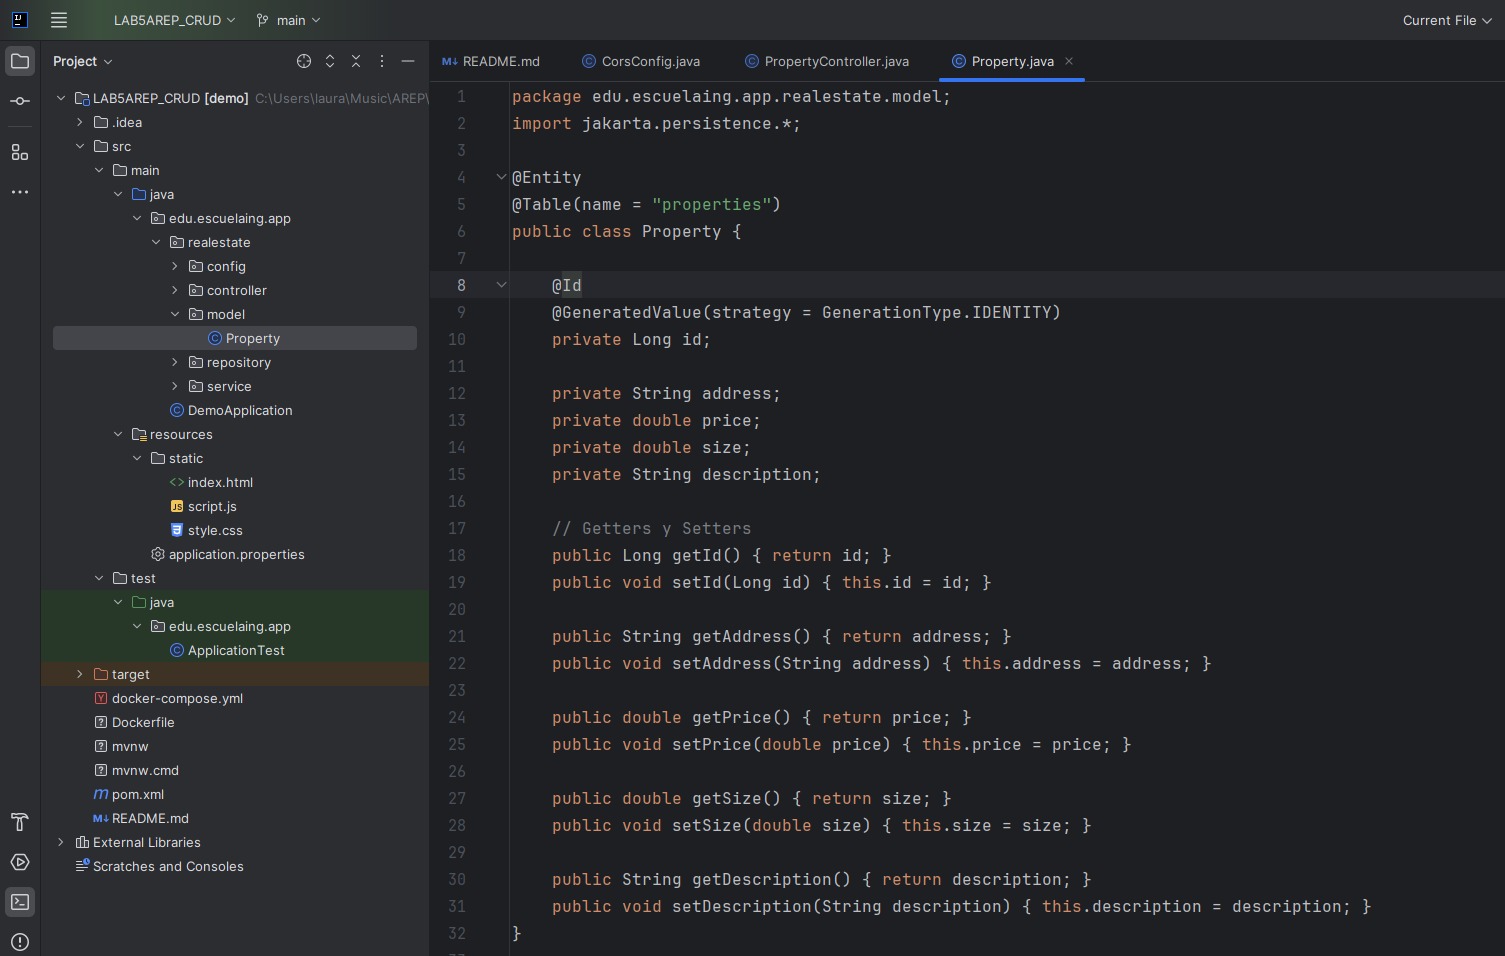 LAB5AREP_CRUD main Current File
Project
README.md CorsConfig.java PropertyController.java Property.java
LAB5AREP_CRUD [demo] C:\Users\laura\Music\AREP\
.idea
src
main
java
edu.escuelaing.app
realestate
config
controller
model
Property
repository
service
DemoApplication
resources
static
index.html
script.js
style.css
application.properties
test
java
edu.escuelaing.app
ApplicationTest
target
docker-compose.yml
Dockerfile
mvnw
mvnw.cmd
pom.xml
README.md
External Libraries
Scratches and Consoles
1 package edu.escuelaing.app.realestate.model;
2 import jakarta.persistence.*;
3
4 @Entity
5 @Table(name = "properties")
6 public class Property {
7
8 @Id
9 @GeneratedValue(strategy = GenerationType.IDENTITY)
10 private Long id;
11
12 private String address;
13 private double price;
14 private double size;
15 private String description;
16
17 // Getters y Setters
18 public Long getId() { return id; }
19 public void setId(Long id) { this.id = id; }
20
21 public String getAddress() { return address; }
22 public void setAddress(String address) { this.address = address; }
23
24 public double getPrice() { return price; }
25 public void setPrice(double price) { this.price = price; }
26
27 public double getSize() { return size; }
28 public void setSize(double size) { this.size = size; }
29
30 public String getDescription() { return description; }
31 public void setDescription(String description) { this.description = description; }
32 }